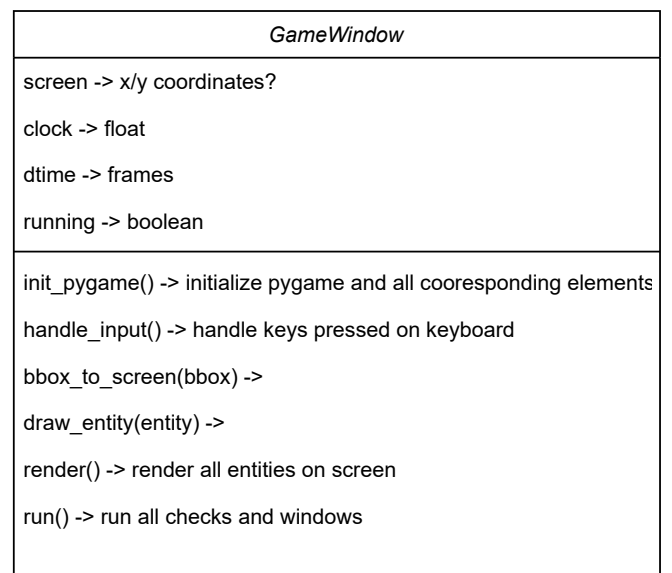 GameWindow
screen -> x/y coordinates?
clock -> float
dtime -> frames
running -> boolean
init_pygame() -> initialize pygame and all cooresponding elements
handle_input() -> handle keys pressed on keyboard
bbox_to_screen(bbox) ->
draw_entity(entity) ->
render() -> render all entities on screen
run() -> run all checks and windows